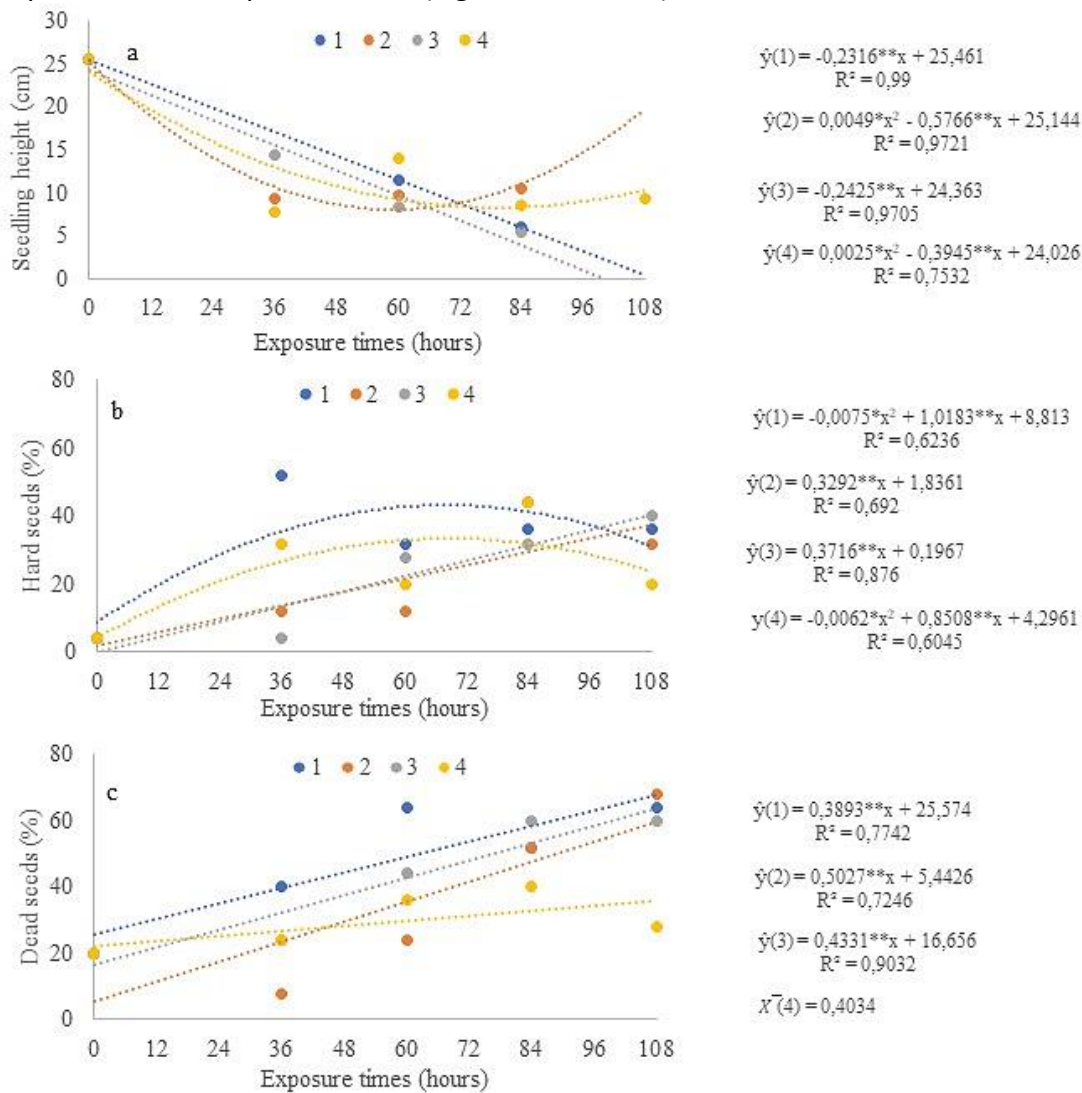 a
1 2 3 4
Seedling height (cm)
30
25
20
15
10
5
0
0 12 24 36 48 60 72 84 96 108
Exposure times (hours)
ŷ(1) = -0,2316**x + 25,461
R² = 0,99
ŷ(2) = 0,0049*x² - 0,5766**x + 25,144
R² = 0,9721
ŷ(3) = -0,2425**x + 24,363
R² = 0,9705
ŷ(4) = 0,0025*x² - 0,3945**x + 24,026
R² = 0,7532
b
1 2 3 4
Hard seeds (%)
80
60
40
20
0
0 12 24 36 48 60 72 84 96 108
Exposure times (hours)
ŷ(1) = -0,0075*x² + 1,0183**x + 8,813
R² = 0,6236
ŷ(2) = 0,3292**x + 1,8361
R² = 0,692
ŷ(3) = 0,3716**x + 0,1967
R² = 0,876
y(4) = -0,0062*x² + 0,8508**x + 4,2961
R² = 0,6045
c
1 2 3 4
Dead seeds (%)
80
60
40
20
0
0 12 24 36 48 60 72 84 96 108
Exposure times (hours)
ŷ(1) = 0,3893**x + 25,574
R² = 0,7742
ŷ(2) = 0,5027**x + 5,4426
R² = 0,7246
ŷ(3) = 0,4331**x + 16,656
R² = 0,9032
X̅(4) = 0,4034